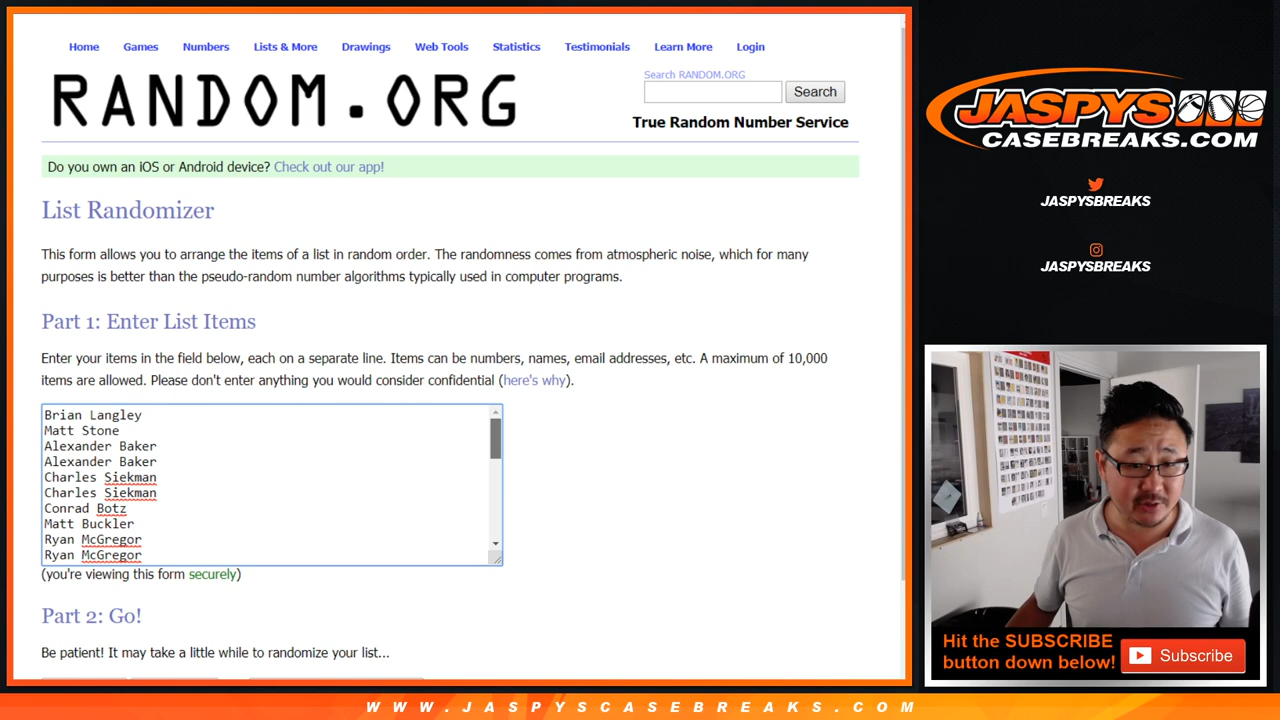 Home Games Numbers Lists & More Drawings Web Tools Statistics Testimonials Learn More Login
RANDOM.ORG
Search RANDOM.ORG
Search
True Random Number Service
Do you own an iOS or Android device? Check out our app!
List Randomizer
This form allows you to arrange the items of a list in random order. The randomness comes from atmospheric noise, which for many
purposes is better than the pseudo-random number algorithms typically used in computer programs.
Part 1: Enter List Items
Enter your items in the field below, each on a separate line. Items can be numbers, names, email addresses, etc. A maximum of 10,000
items are allowed. Please don't enter anything you would consider confidential (here's why).
Brian Langley
Matt Stone
Alexander Baker
Alexander Baker
Charles Siekman
Charles Siekman
Conrad Botz
Matt Buckler
Ryan McGregor
Ryan McGregor
(you're viewing this form securely)
Part 2: Go!
Be patient! It may take a little while to randomize your list...
JASPYS
CASEBREAKS.COM
JASPYSBREAKS
JASPYSBREAKS
Hit the SUBSCRIBE
button down below!
Subscribe
WWW.JASPYSCASEBREAKS.COM